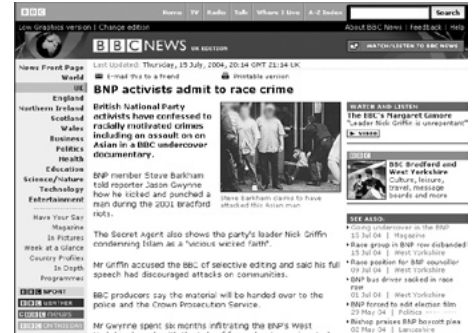 BBC
Home TV Radio Talk Where I Live A-Z Index Search
Low Graphics version | Change edition
About BBC News | Feedback | Help
BBC NEWS UK EDITION
WATCH/LISTEN TO BBC NEWS
News Front Page
World
UK
England
Northern Ireland
Scotland
Wales
Business
Politics
Health
Education
Science/Nature
Technology
Entertainment
Have Your Say
Magazine
In Pictures
Week at a Glance
Country Profiles
In Depth
Programmes
BBC SPORT
BBC WEATHER
ON THIS DAY
Last Updated: Thursday, 15 July, 2004, 20:14 GMT 21:14 UK
E-mail this to a friend Printable version
BNP activists admit to race crime
British National Party
activists have confessed to
racially motivated crimes
including an assault on an
Asian in a BBC undercover
documentary.
BNP member Steve Barkham
told reporter Jason Gwynne
how he kicked and punched a
man during the 2001 Bradford
riots.
Steve Barkham claims to have
attacked this Asian man
The Secret Agent also shows the party's leader Nick Griffin
condemning Islam as a "vicious wicked faith".
Mr Griffin accused the BBC of selective editing and said his full
speech had discouraged attacks on communities.
BBC producers say the material will be handed over to the
police and the Crown Prosecution Service.
Mr Gwynne spent six months infiltrating the BNP's West
WATCH AND LISTEN
The BBC's Margaret Gilmore
"Leader Nick Griffin is unrepentant"
VIDEO
BBC Bradford and
West Yorkshire
Culture, leisure,
travel, message
boards and more
SEE ALSO:
Going undercover in the BNP
15 Jul 04 | Magazine
Race group in BNP row disbanded
15 Jul 04 | West Yorkshire
Race position for BNP councillor
09 Jul 04 | West Yorkshire
BNP bus driver sacked in race
row
01 Jul 04 | West Yorkshire
BNP forced to edit election film
23 May 04 | Politics
Bishop praises BNP boycott pins
02 May 04 | Lancashire